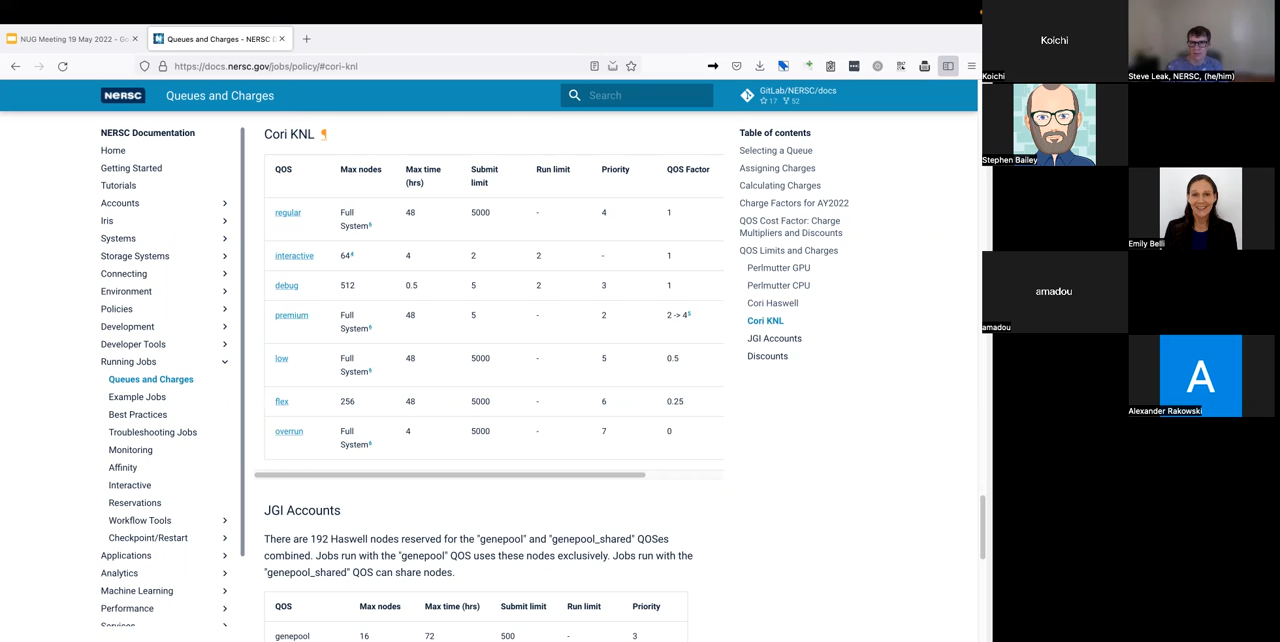 NUG Meeting 19 May 2022 - Go
Queues and Charges - NERSC D
https://docs.nersc.gov/jobs/policy/#cori-knl
NERSC
Queues and Charges
Search
GitLab/NERSC/docs
17 52
NERSC Documentation
Home
Getting Started
Tutorials
Accounts
Iris
Systems
Storage Systems
Connecting
Environment
Policies
Development
Developer Tools
Running Jobs
Queues and Charges
Example Jobs
Best Practices
Troubleshooting Jobs
Monitoring
Affinity
Interactive
Reservations
Workflow Tools
Checkpoint/Restart
Applications
Analytics
Machine Learning
Performance
Services
Cori KNL ¶
QOS Max nodes Max time (hrs) Submit limit Run limit Priority QOS Factor
regular Full System⁶ 48 5000 - 4 1
interactive 64⁴ 4 2 2 - 1
debug 512 0.5 5 2 3 1
premium Full System⁶ 48 5 - 2 2 -> 4⁵
low Full System⁶ 48 5000 - 5 0.5
flex 256 48 5000 - 6 0.25
overrun Full System⁶ 4 5000 - 7 0
JGI Accounts
There are 192 Haswell nodes reserved for the "genepool" and "genepool_shared" QOSes
combined. Jobs run with the "genepool" QOS uses these nodes exclusively. Jobs run with the
"genepool_shared" QOS can share nodes.
QOS Max nodes Max time (hrs) Submit limit Run limit Priority
genepool 16 72 500 - 3
Table of contents
Selecting a Queue
Assigning Charges
Calculating Charges
Charge Factors for AY2022
QOS Cost Factor: Charge
Multipliers and Discounts
QOS Limits and Charges
Perlmutter GPU
Perlmutter CPU
Cori Haswell
Cori KNL
JGI Accounts
Discounts
Koichi
Koichi
Steve Leak, NERSC, (he/him)
Stephen Bailey
Emily Belli
amadou
amadou
A
Alexander Rakowski